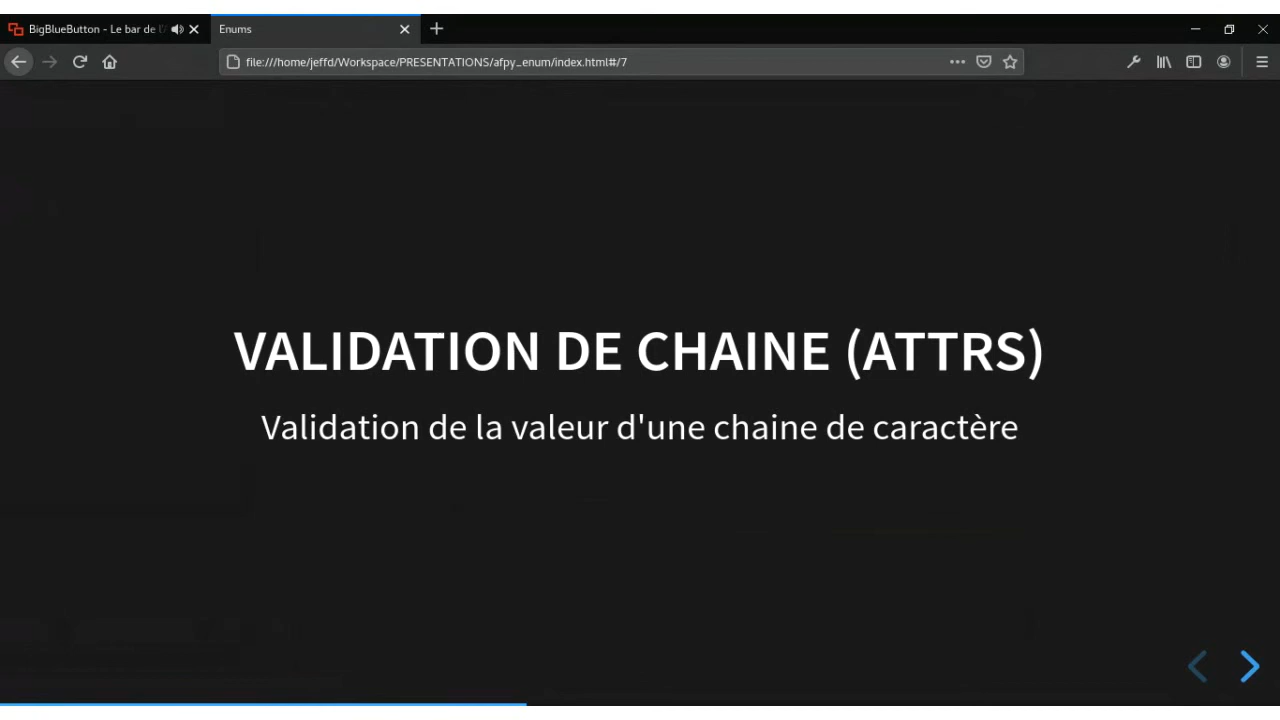 BigBlueButton - Le bar de l'A
Enums
file:///home/jeffd/Workspace/PRESENTATIONS/afpy_enum/index.html#/7
VALIDATION DE CHAINE (ATTRS)
Validation de la valeur d'une chaine de caractère